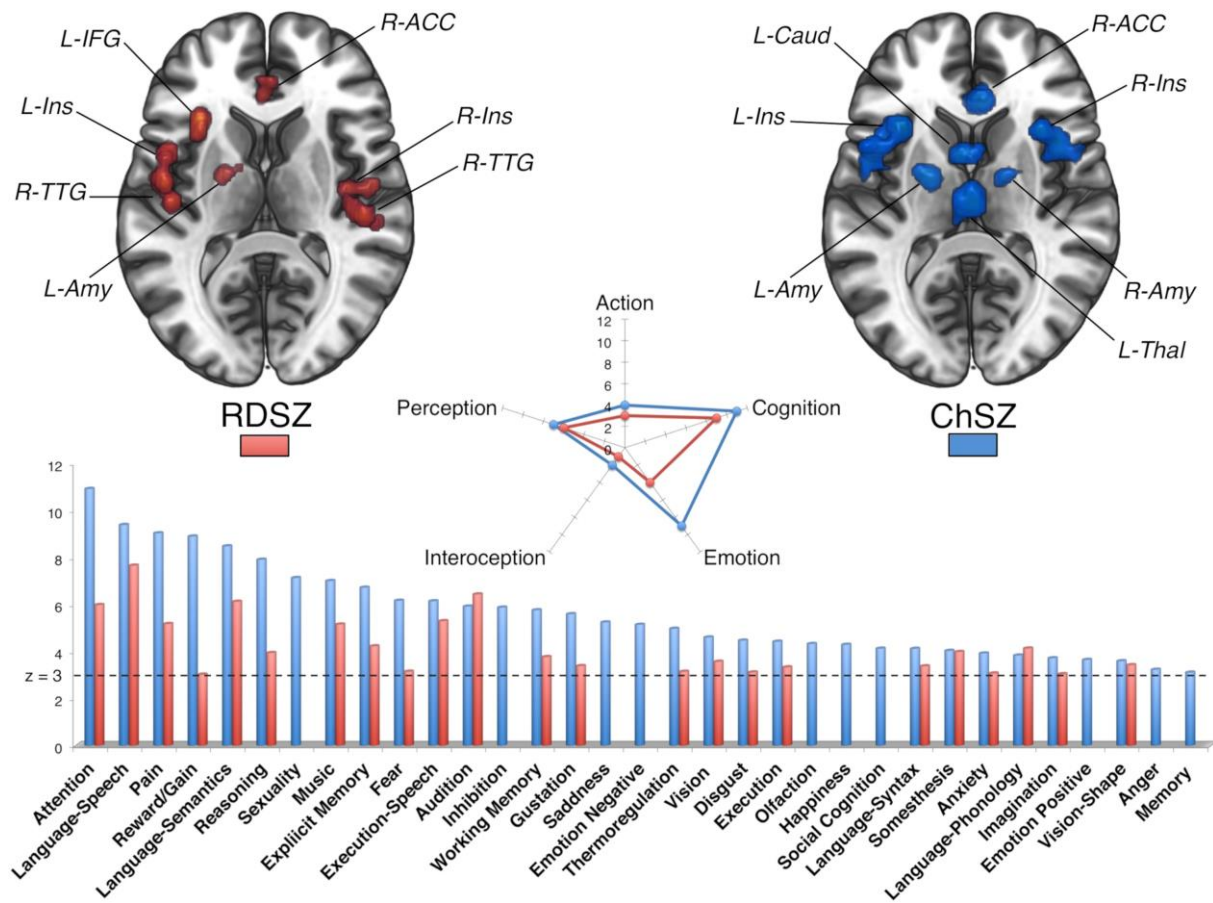 L-IFG
R-ACC
L-Ins
R-Ins
R-TTG
R-TTG
L-Amy
L-Caud
R-ACC
R-Ins
L-Ins
L-Amy
R-Amy
L-Thal
RDSZ
ChSZ
Action
12
10
8
6
4
2
0
Perception
Cognition
Interoception
Emotion
12
10
8
6
4
z = 3
2
0
Attention
Language-Speech
Pain
Reward/Gain
Language-Semantics
Reasoning
Sexuality
Music
Explicit Memory
Fear
Execution-Speech
Audition
Inhibition
Working Memory
Gustation
Saddness
Emotion Negative
Thermoregulation
Vision
Disgust
Execution
Olfaction
Happiness
Social Cognition
Language-Syntax
Somesthesis
Anxiety
Language-Phonology
Imagination
Emotion Positive
Vision-Shape
Anger
Memory